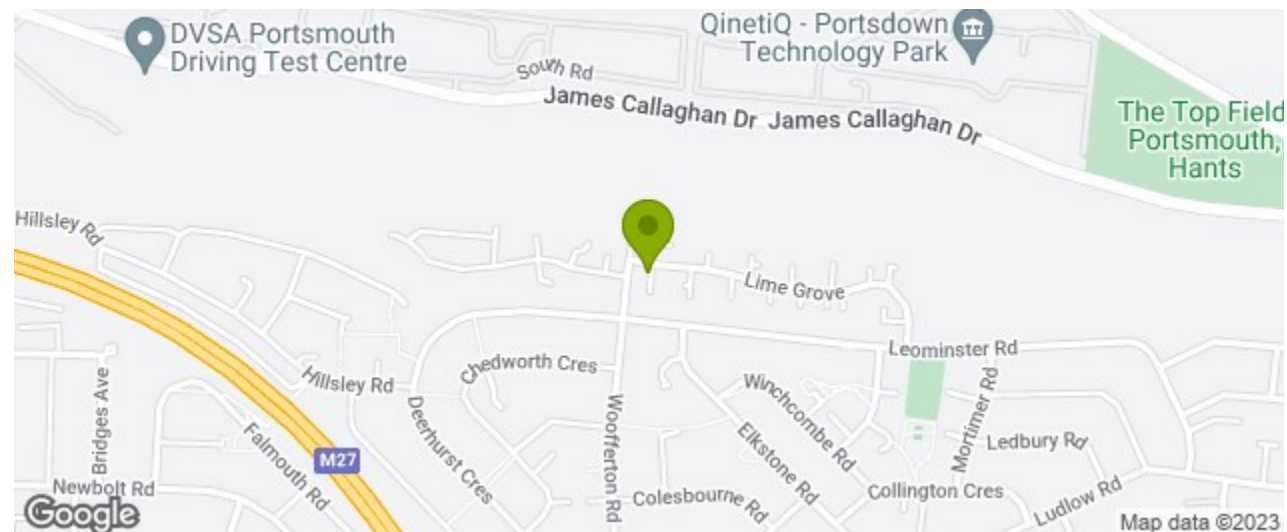 DVSA Portsmouth
Driving Test Centre
QinetiQ - Portsdown
Technology Park
South Rd
James Callaghan Dr
James Callaghan Dr
The Top Field
Portsmouth,
Hants
Hillsley Rd
Lime Grove
Leominster Rd
Chedworth Cres
Hillsley Rd
Bridges Ave
Deerhurst Cres
Woofferton Rd
Winchcombe Rd
Elkstone Rd
Mortimer Rd
Ledbury Rd
Falmouth Rd
M27
Newbolt Rd
Colesbourne Rd
Collington Cres
Ludlow Rd
Google
Map data ©2023